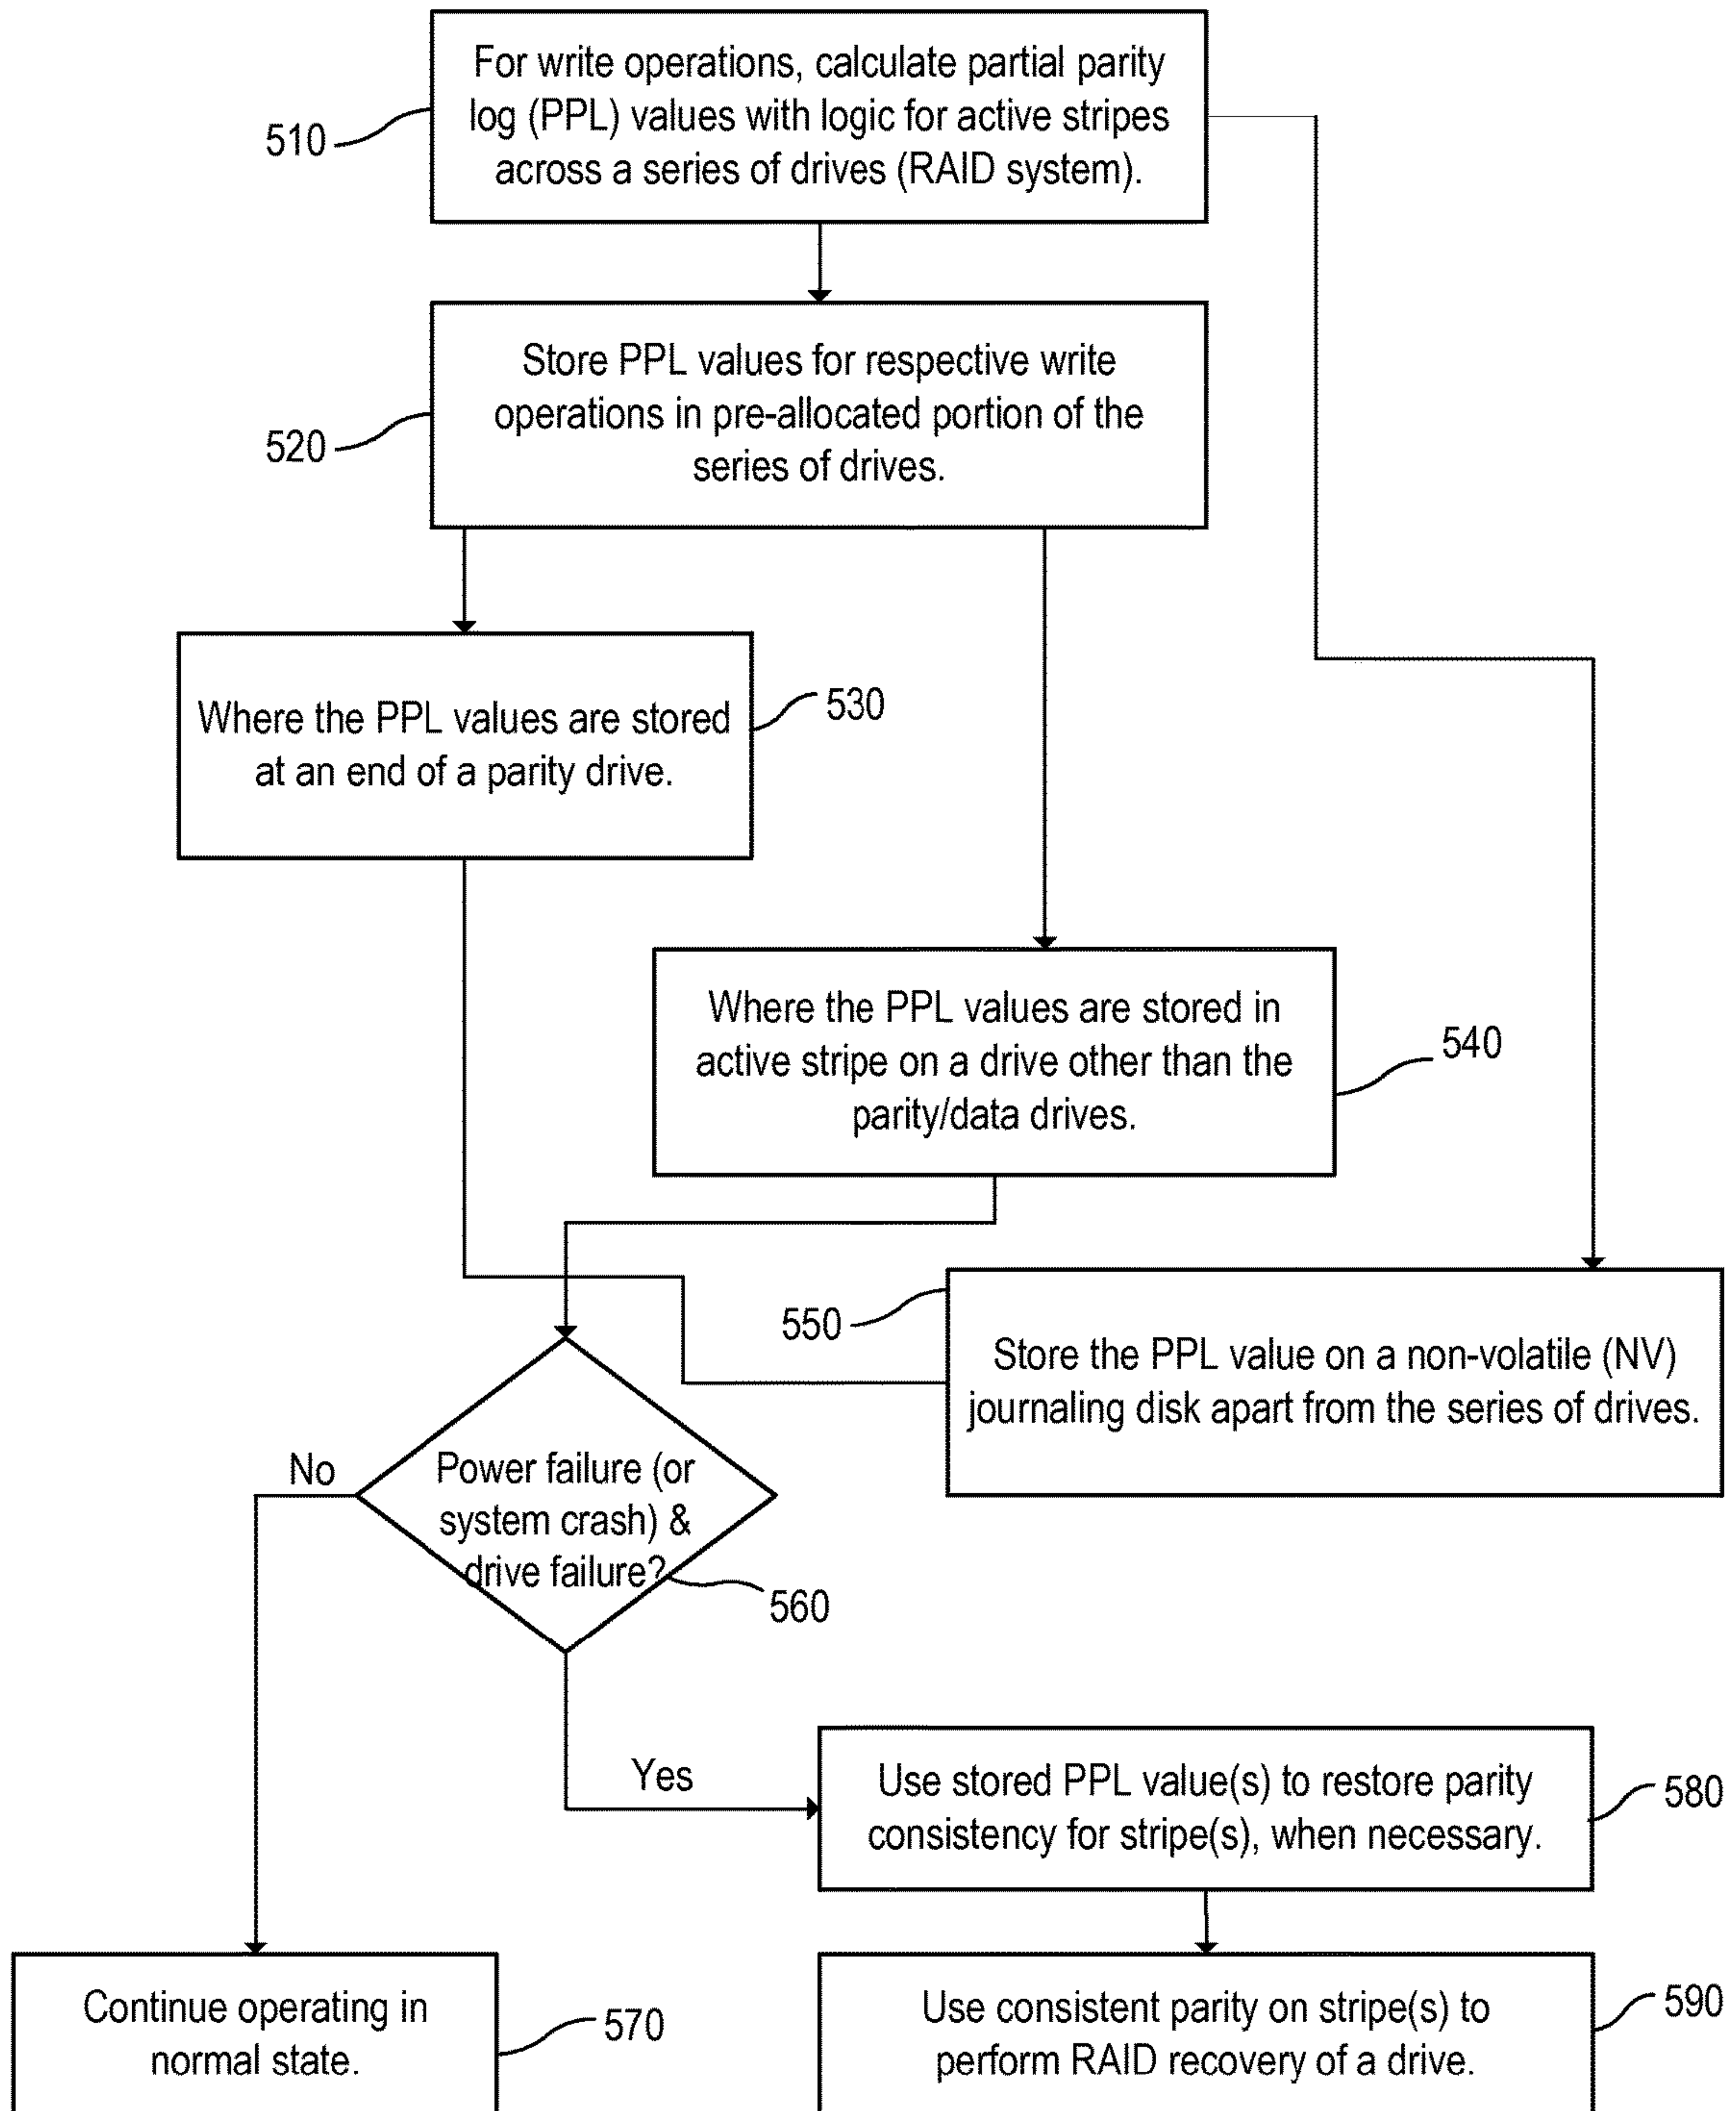 For write operations, calculate partial parity
log (PPL) values with logic for active stripes
across a series of drives (RAID system).
510
Store PPL values for respective write
operations in pre-allocated portion of the
series of drives.
520
Where the PPL values are stored
at an end of a parity drive.
530
Where the PPL values are stored in
active stripe on a drive other than the
parity/data drives.
540
550
Store the PPL value on a non-volatile (NV)
journaling disk apart from the series of drives.
No
Power failure (or
system crash) &
drive failure?
560
Yes
Use stored PPL value(s) to restore parity
consistency for stripe(s), when necessary.
580
Continue operating in
normal state.
570
Use consistent parity on stripe(s) to
perform RAID recovery of a drive.
590